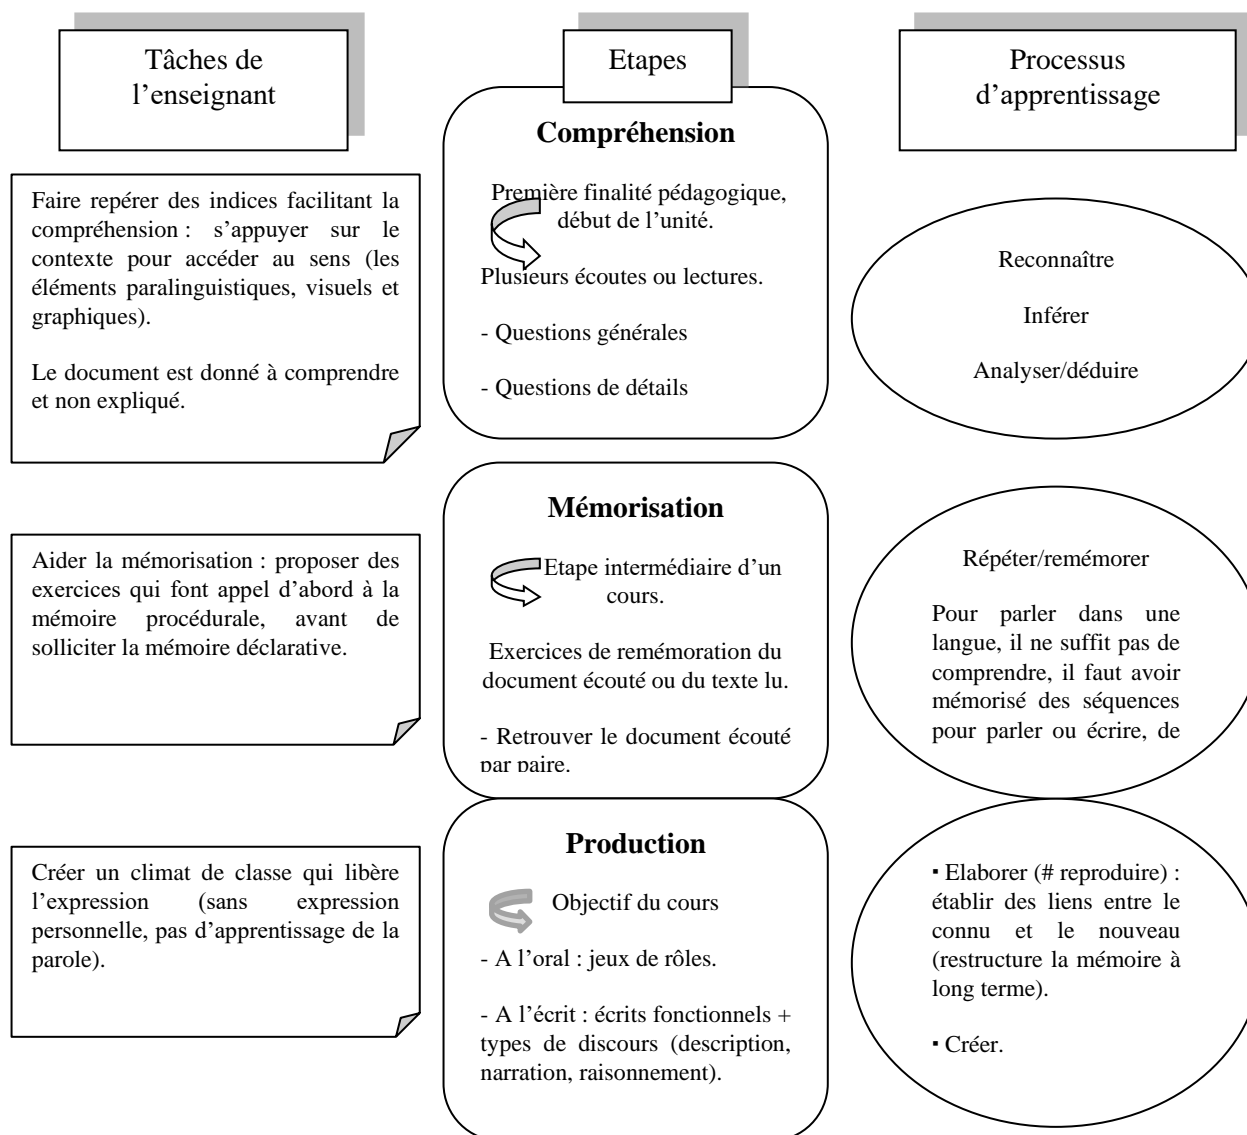 Tâches de
l’enseignant
Etapes
Processus
d’apprentissage
Faire repérer des indices facilitant la
compréhension : s’appuyer sur le
contexte pour accéder au sens (les
éléments paralinguistiques, visuels et
graphiques).
Le document est donné à comprendre
et non expliqué.
Compréhension
Première finalité pédagogique,
début de l’unité.
Plusieurs écoutes ou lectures.
- Questions générales
- Questions de détails
Reconnaître
Inférer
Analyser/déduire
Aider la mémorisation : proposer des
exercices qui font appel d’abord à la
mémoire procédurale, avant de
solliciter la mémoire déclarative.
Mémorisation
Etape intermédiaire d’un
cours.
Exercices de remémoration du
document écouté ou du texte lu.
- Retrouver le document écouté
par paire.
Répéter/remémorer
Pour parler dans une
langue, il ne suffit pas de
comprendre, il faut avoir
mémorisé des séquences
pour parler ou écrire, de
Créer un climat de classe qui libère
l’expression (sans expression
personnelle, pas d’apprentissage de la
parole).
Production
Objectif du cours
- A l’oral : jeux de rôles.
- A l’écrit : écrits fonctionnels +
types de discours (description,
narration, raisonnement).
▪ Elaborer (# reproduire) :
établir des liens entre le
connu et le nouveau
(restructure la mémoire à
long terme).
▪ Créer.